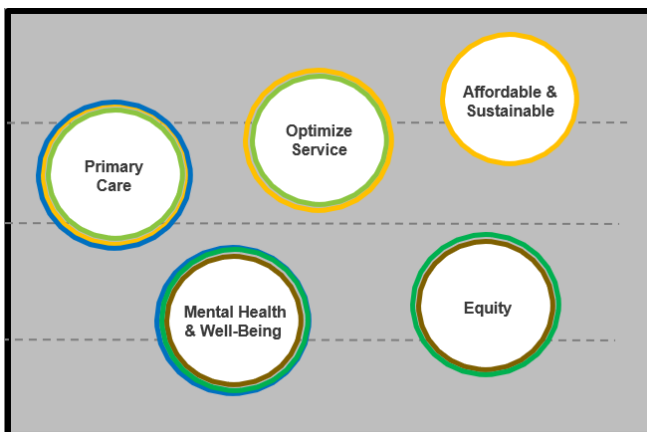 Affordable &
Sustainable
Optimize
Service
Primary
Care
Mental Health
& Well-Being
Equity